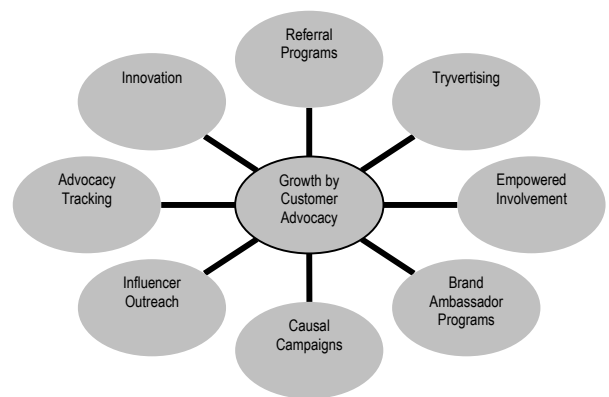 Referral
Programs
Innovation
Tryvertising
Advocacy
Tracking
Growth by
Customer
Advocacy
Empowered
Involvement
Influencer
Outreach
Brand
Ambassador
Programs
Causal
Campaigns